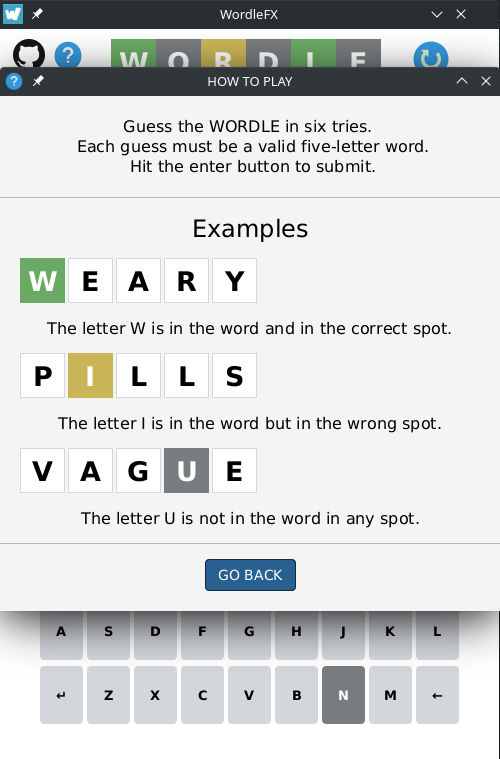 WordleFX
? WORDLE
? HOW TO PLAY
Guess the WORDLE in six tries.
Each guess must be a valid five-letter word.
Hit the enter button to submit.
Examples
W E A R Y
The letter W is in the word and in the correct spot.
P I L L S
The letter I is in the word but in the wrong spot.
V A G U E
The letter U is not in the word in any spot.
GO BACK
A S D F G H J K L
↵ Z X C V B N M ←